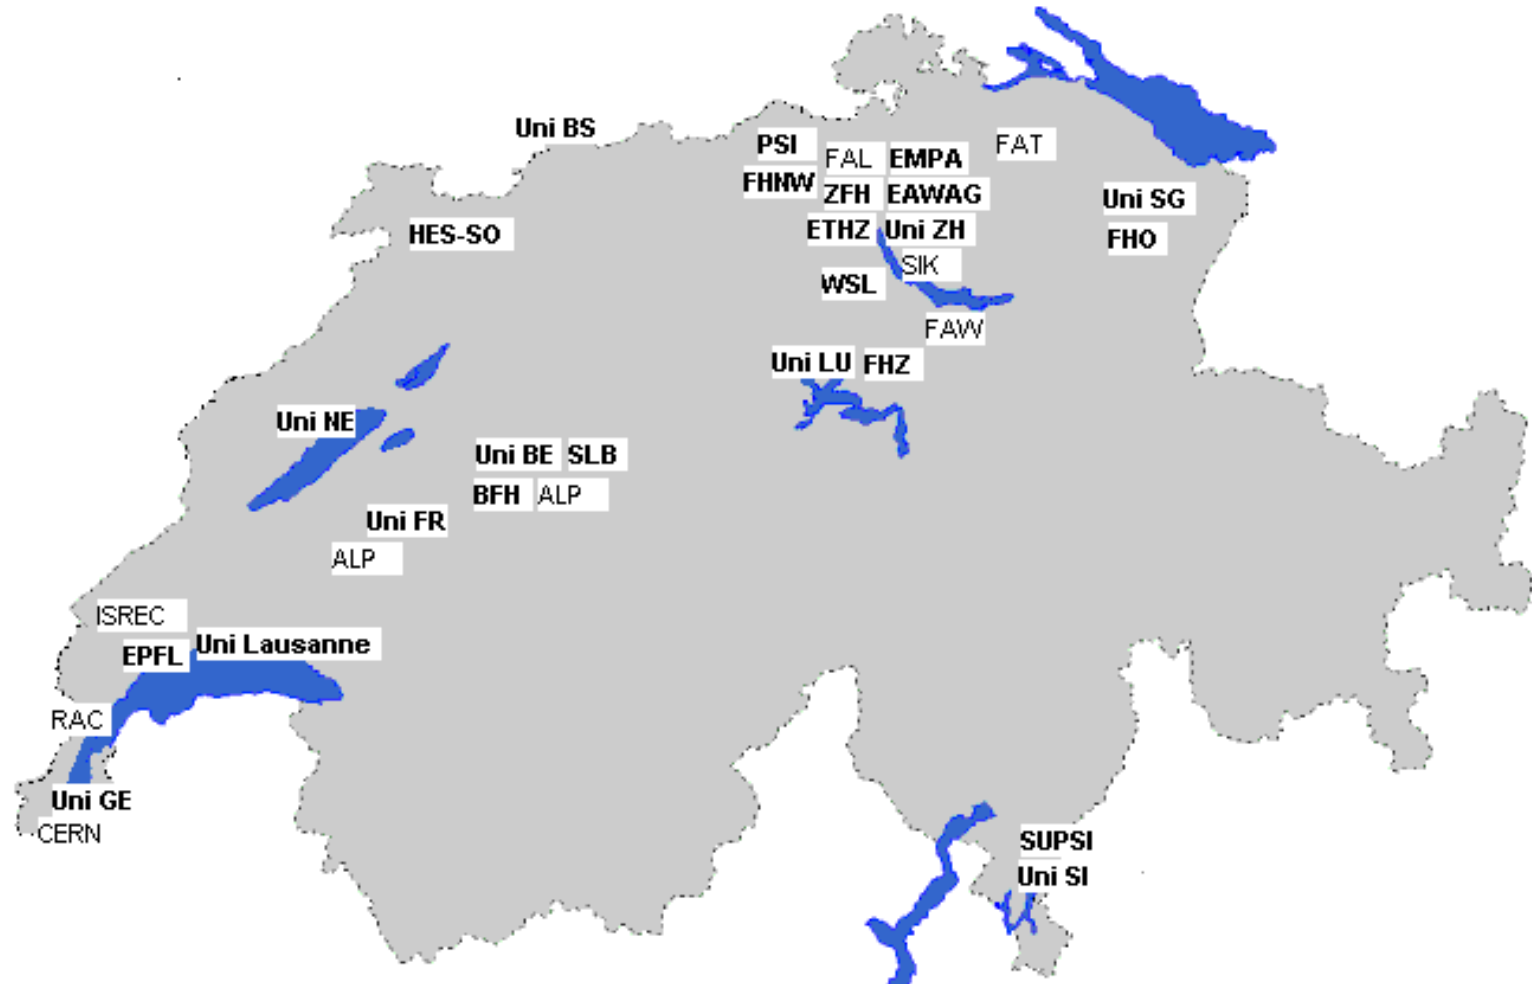 Uni BS
PSI
FAL
EMPA
FAT
FHNW
ZFH
EAWAG
Uni SG
HES-SO
ETHZ
Uni ZH
FHO
SIK
WSL
FAW
Uni LU
FHZ
Uni NE
Uni BE
SLB
BFH
ALP
Uni FR
ALP
ISREC
Uni Lausanne
EPFL
RAC
Uni GE
CERN
SUPSI
Uni SI